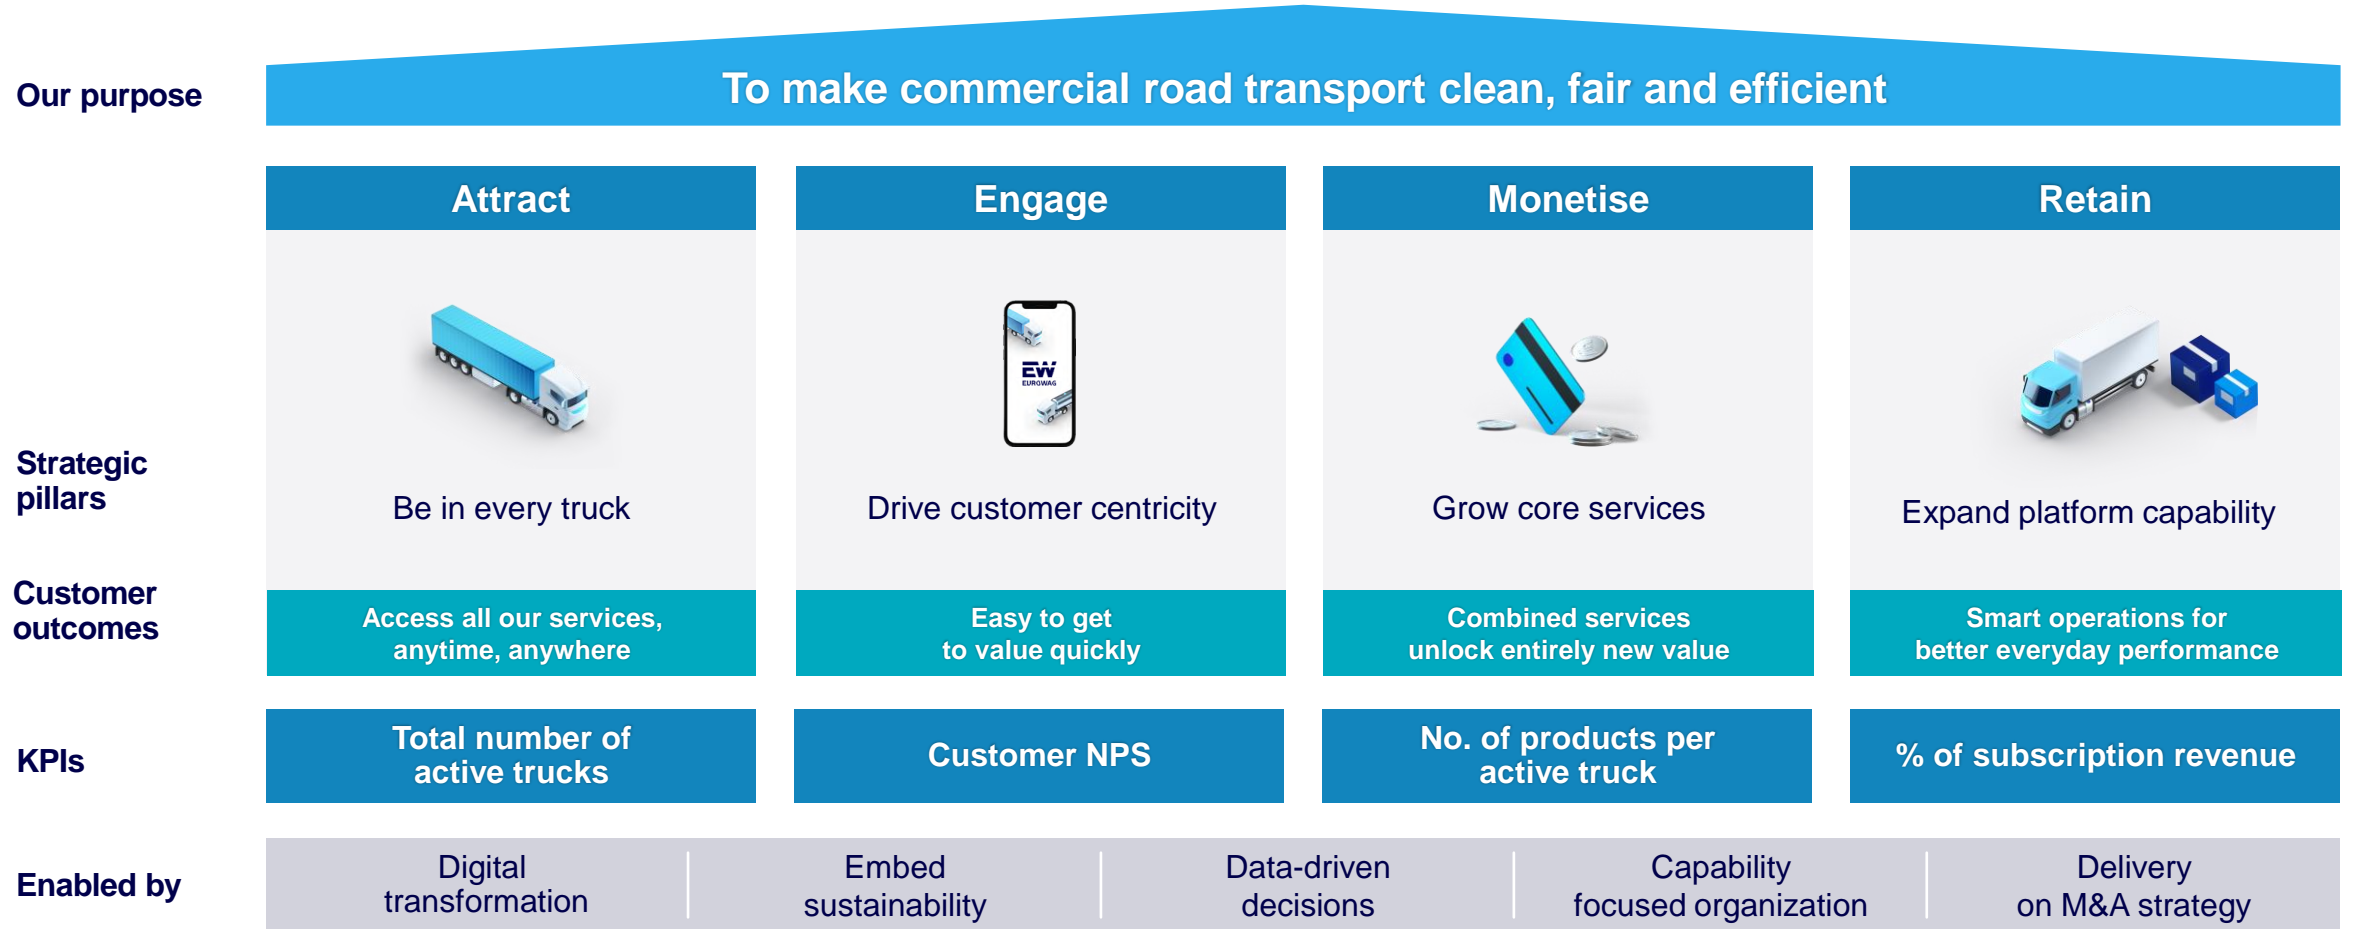 Our purpose
To make commercial road transport clean, fair and efficient
Strategic
pillars
Attract
Be in every truck
Engage
EW
EUROWAG
Drive customer centricity
Monetise
Grow core services
Retain
Expand platform capability
Customer
outcomes
Access all our services,
anytime, anywhere
Easy to get
to value quickly
Combined services
unlock entirely new value
Smart operations for
better everyday performance
KPIs
Total number of
active trucks
Customer NPS
No. of products per
active truck
% of subscription revenue
Enabled by
Digital
transformation
Embed
sustainability
Data-driven
decisions
Capability
focused organization
Delivery
on M&A strategy